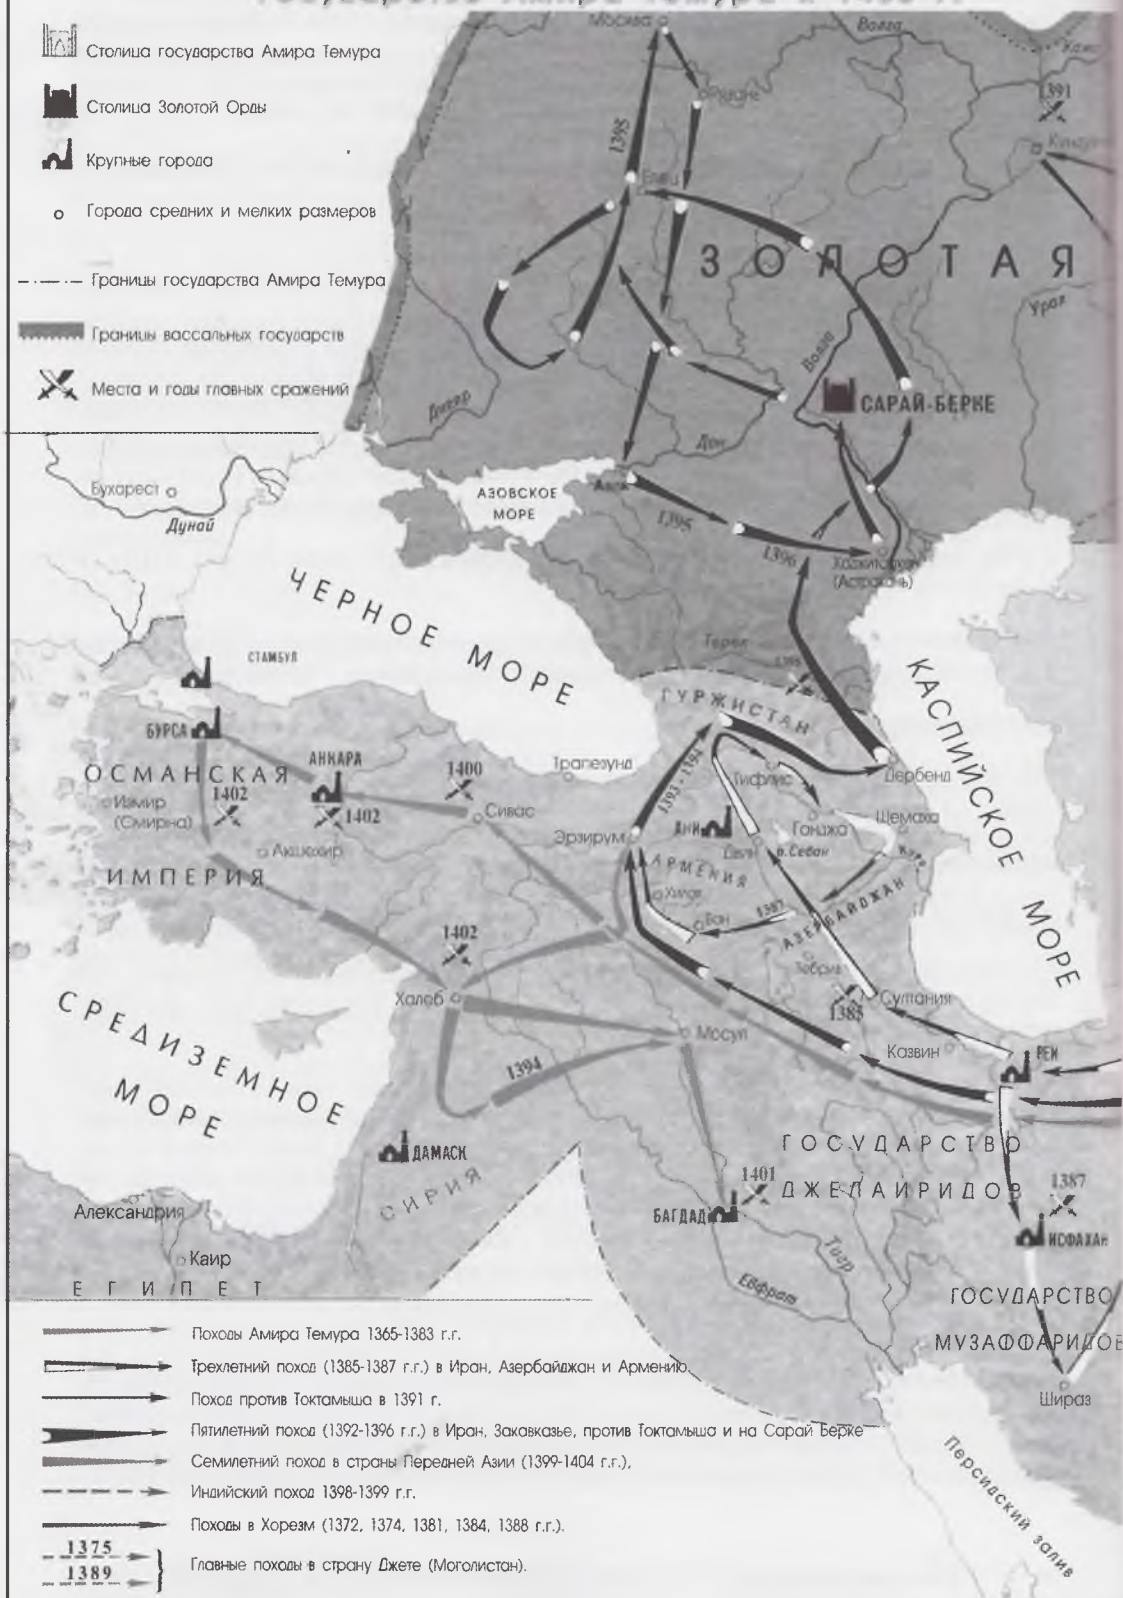 Столица государства Амира Темура
Столица Золотой Орды
Крупные города
Города средних и мелких размеров
Границы государства Амира Темура
Границы вассальных государств
Места и годы главных сражений
Москва
Волга
1391
1395
ЗОЛОТАЯ
Урал
Волга
САРАЙ-БЕРКЕ
Днепр
Дон
Бухарест
Дунай
АЗОВСКОЕ
МОРЕ
1395
1396
(Астрахань)
ЧЕРНОЕ МОРЕ
Терек
КАСПИЙСКОЕ МОРЕ
СТАМБУЛ
ГУРЖИСТАН
БУРСА
АНКАРА
ОСМАНСКАЯ
1400
Трапезунд
1393 - 1394
Тифлис
Дербенд
Измир
(Смирна)
1402
1402
Сивас
Эрзирум
АНИ
Ганджа
Шемаха
Акшехир
о.Севан
Кура
ИМПЕРИЯ
АРМЕНИЯ
Ван
1387
АЗЕРБАЙДЖАН
1402
Халеб
Тебриз
1385
Султания
СРЕДИЗЕМНОЕ
МОРЕ
Мосул
Казвин
РЕЙ
1394
ДАМАСК
СИРИЯ
ГОСУДАРСТВО
ДЖЕЛАИРИДОВ
1401
БАГДАД
1387
ИСФАХАН
Александрия
Каир
ЕГИПЕТ
Тигр
Евфрат
ГОСУДАРСТВО
МУЗАФФАРИДОВ
Шираз
Персидский залив
Походы Амира Темура 1365-1383 г.г.
Трехлетний поход (1385-1387 г.г.) в Иран, Азербайджан и Армению.
Поход против Токтамыша в 1391 г.
Пятилетний поход (1392-1396 г.г.) в Иран, Закавказье, против Токтамыша и на Сарай Берке
Семилетний поход в страны Передней Азии (1399-1404 г.г.),
Индийский поход 1398-1399 г.г.
Походы в Хорезм (1372, 1374, 1381, 1384, 1388 г.г.).
1375
1389
Главные походы в страну Джете (Моголистан).